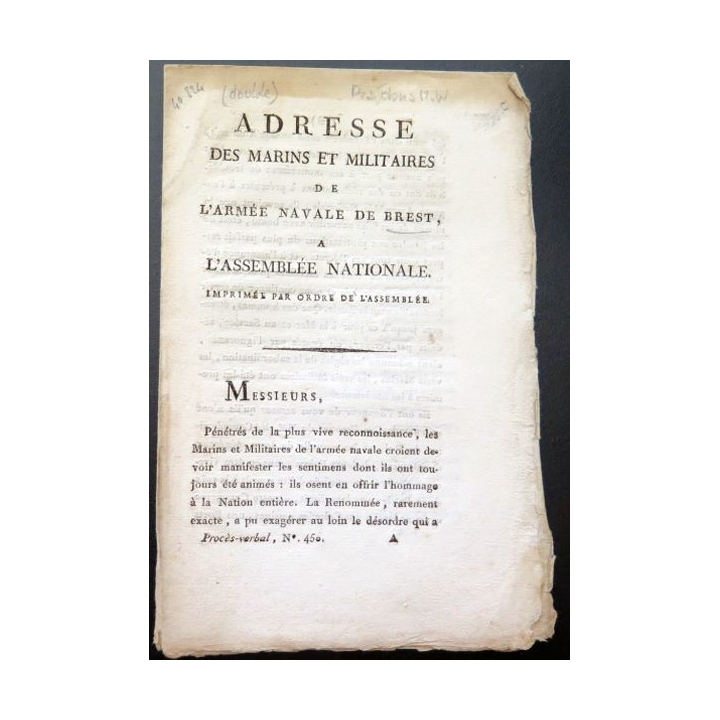 (double)
ADRESSE
DES MARINS ET MILITAIRES
DE
L'ARMÉE NAVALE DE BREST,
A
L'ASSEMBLÉE NATIONALE.
IMPRIMÉE PAR ORDRE DE L'ASSEMBLÉE.
MESSIEURS,
Pénétrés de la plus vive reconnoissance, les
Marins et Militaires de l'armée navale croient de-
voir manifester les sentimens dont ils ont tou-
jours été animés : ils osent en offrir l'hommage
à la Nation entière. La Renommée, rarement
exacte, a pu exagérer au loin le désordre qui a
Procès-verbal, N°. 450. A